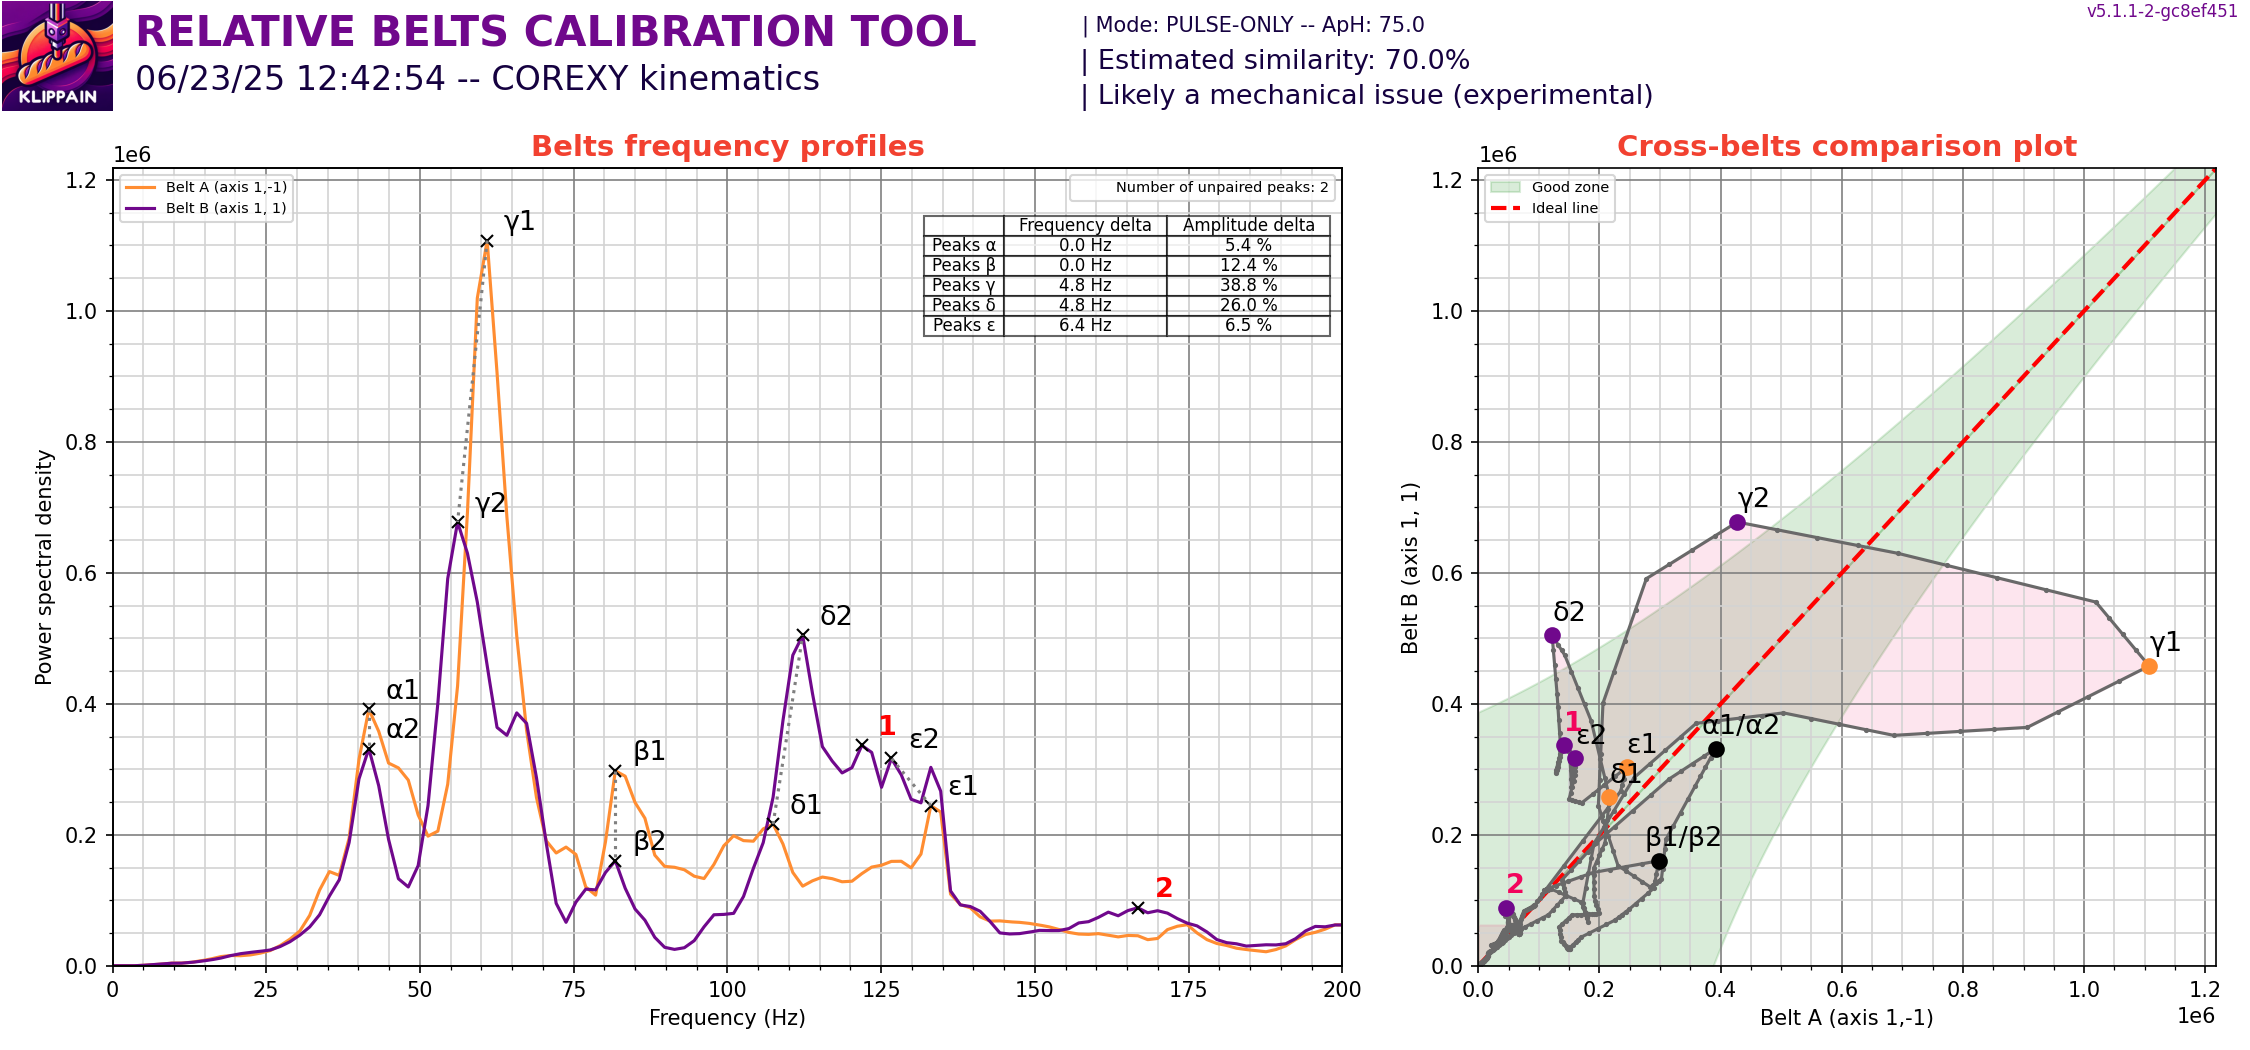 KLIPPAIN
RELATIVE BELTS CALIBRATION TOOL
06/23/25 12:42:54 -- COREXY kinematics
| Mode: PULSE-ONLY -- ApH: 75.0
| Estimated similarity: 70.0%
| Likely a mechanical issue (experimental)
v5.1.1-2-gc8ef451
Belts frequency profiles
1e6
Belt A (axis 1,-1)
Belt B (axis 1, 1)
Number of unpaired peaks: 2
Frequency delta Amplitude delta
Peaks α 0.0 Hz 5.4 %
Peaks β 0.0 Hz 12.4 %
Peaks γ 4.8 Hz 38.8 %
Peaks δ 4.8 Hz 26.0 %
Peaks ε 6.4 Hz 6.5 %
γ1
γ2
δ2
α1
α2
1
ε2
β1
ε1
δ1
β2
2
1.2
1.0
0.8
0.6
0.4
0.2
0.0
Power spectral density
0 25 50 75 100 125 150 175 200
Frequency (Hz)
Cross-belts comparison plot
1e6
Good zone
Ideal line
γ2
δ2
γ1
1
ε2
ε1
α1/α2
δ1
β1/β2
2
1.2
1.0
0.8
0.6
0.4
0.2
0.0
Belt B (axis 1, 1)
0.0 0.2 0.4 0.6 0.8 1.0 1.2
Belt A (axis 1,-1)
1e6